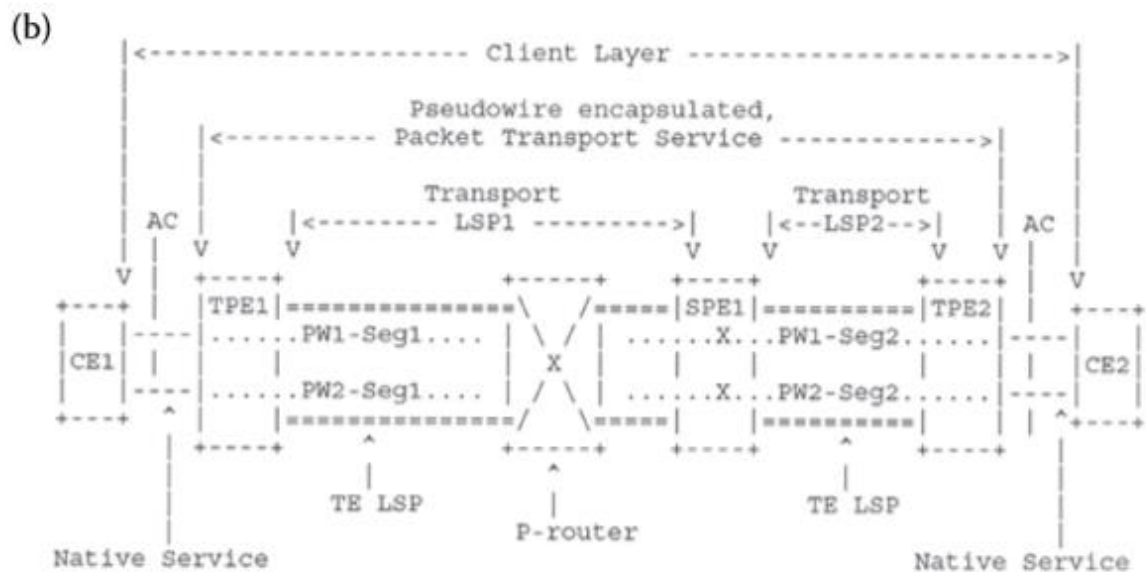 (b)
|<--------------------- Client Layer ------------------------>|
Pseudowire encapsulated,
|<---------- Packet Transport Service ------------->|
Transport Transport
AC |<-------- LSP1 --------->| |<--LSP2-->| AC
V V V V V V
V +----+ +-----+ +----+ +----+ V
+----+ |TPE1|===============\ /=====|SPE1|==========|TPE2| +----+
| |----|......PW1-Seg1.... | \ / | ......X...PW1-Seg2......|----| |
|CE1| | X | |CE2|
| |----|......PW2-Seg1.... | / \ | ......X...PW2-Seg2......|----| |
+----+ ^ | |===============/ \=====| |==========| | | ^ +----+
+----+ ^ +-----+ +----+ ^ +----+
| ^ |
TE LSP | TE LSP
P-router
Native Service Native Service